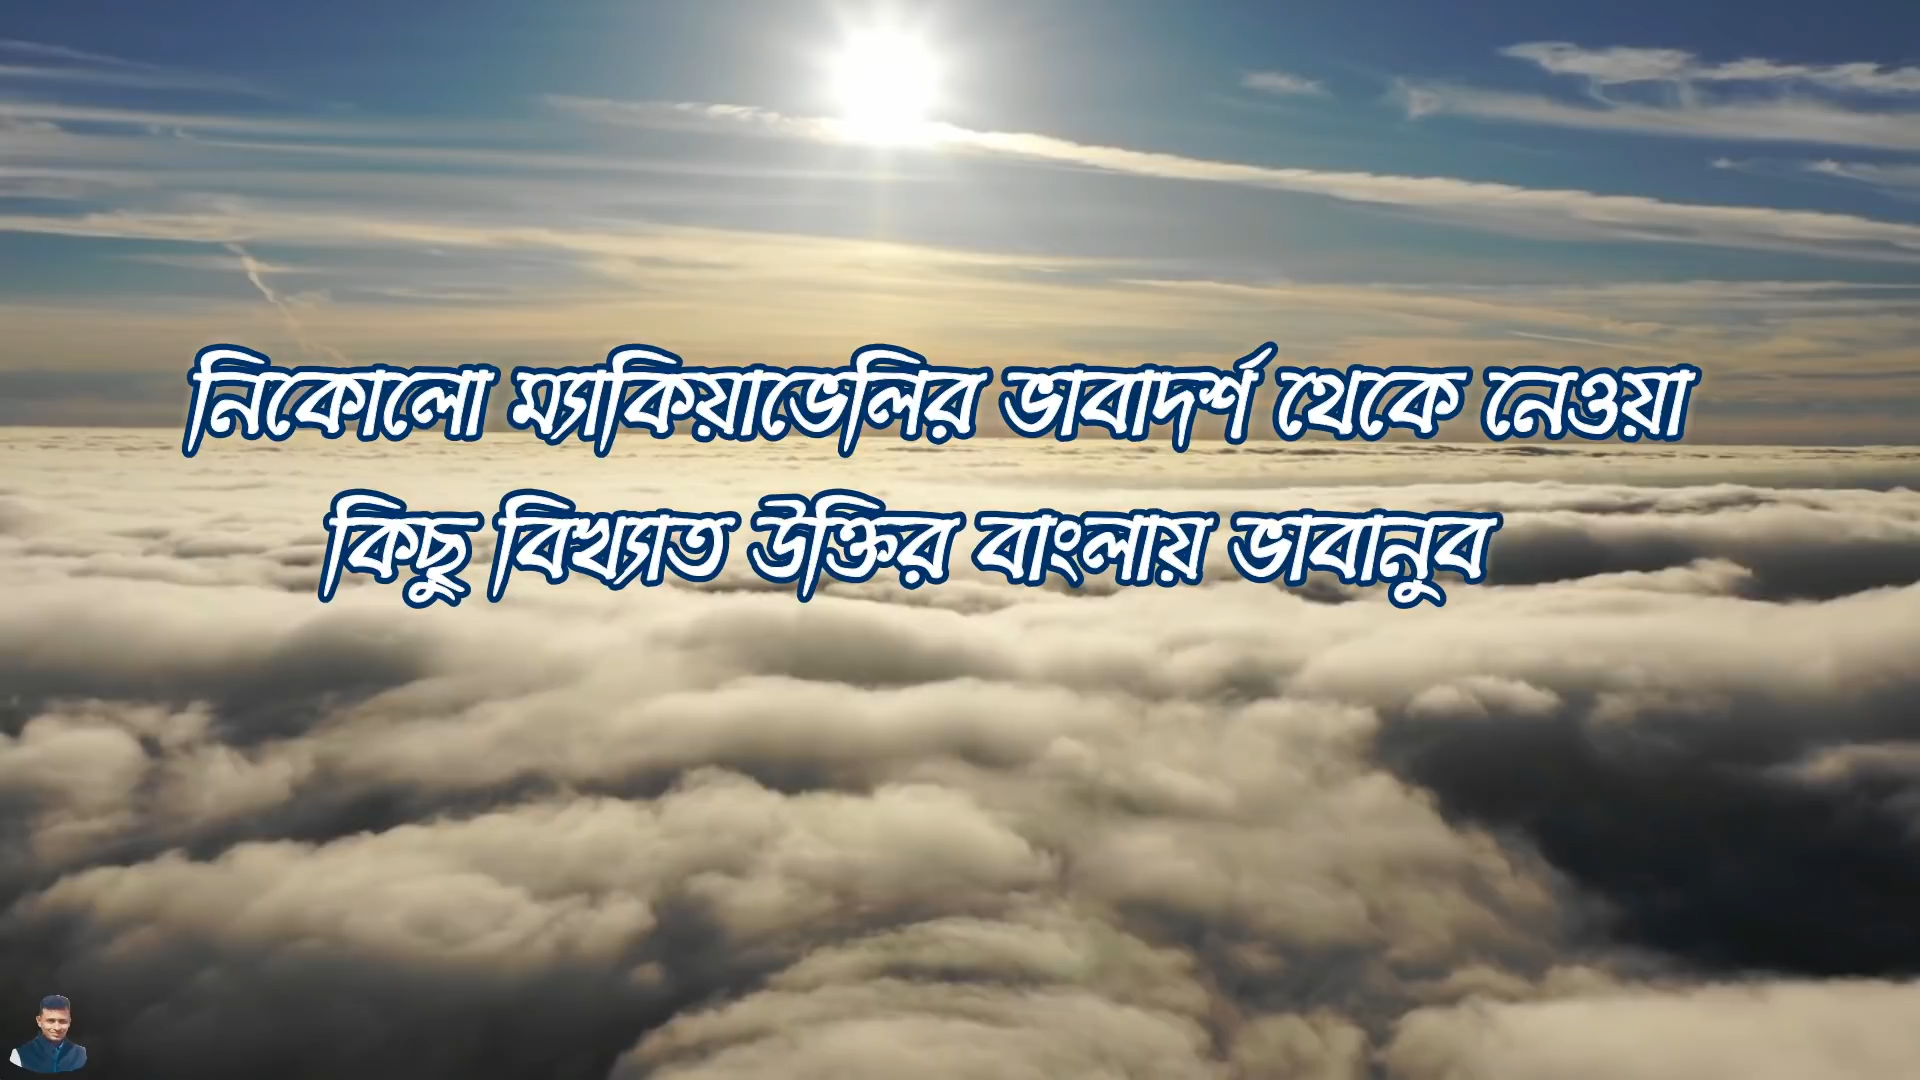 নিকোলো ম্যাকিয়াভেলির ভাবাদর্শ থেকে নেওয়া
কিছু বিখ্যাত উক্তির বাংলায় ভাবানুব